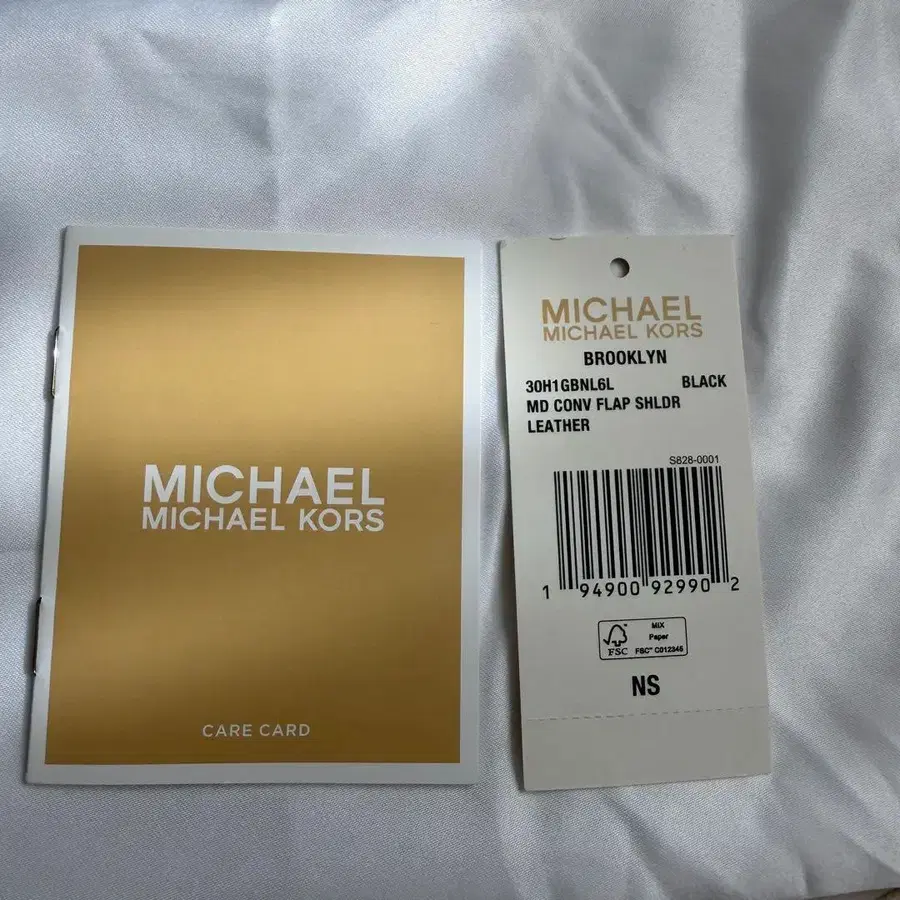 MICHAEL
MICHAEL KORS
CARE CARD
MICHAEL
MICHAEL KORS
BROOKLYN
30H1GBNL6L BLACK
MD CONV FLAP SHLDR
LEATHER
S828-0001
1 94900 92990 2
FSC
MIX
Paper
FSC™ C012345
NS